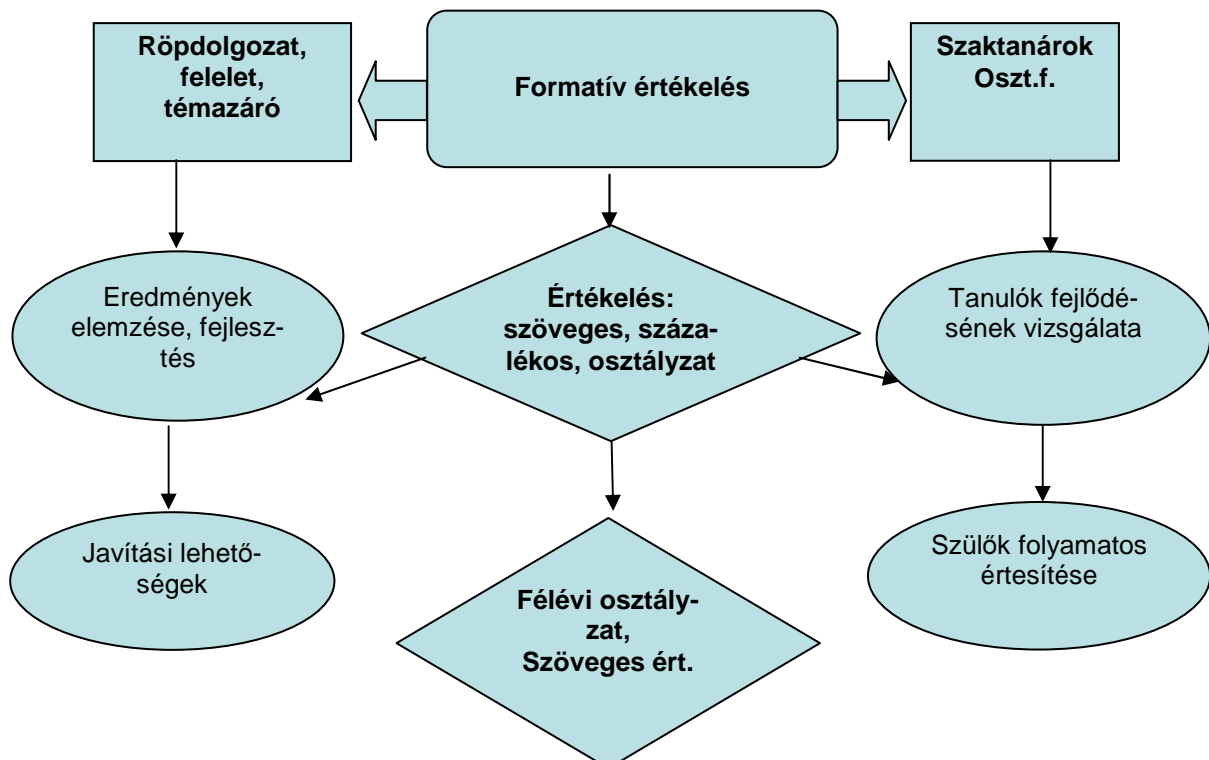 Röpdolgozat,
felelet,
témazáró
Formatív értékelés
Szaktanárok
Oszt.f.
Eredmények
elemzése, fejlesz-
tés
Értékelés:
szöveges, száza-
lékos, osztályzat
Tanulók fejlődé-
sének vizsgálata
Javítási lehető-
ségek
Félévi osztály-
zat,
Szöveges ért.
Szülők folyamatos
értesítése